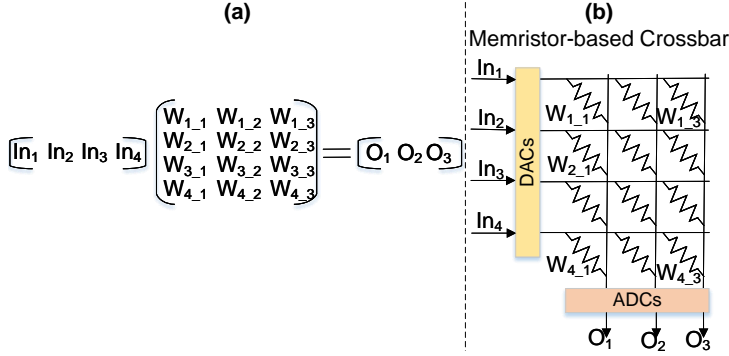 (a)
[In₁ In₂ In₃ In₄]
W₁_₁ W₁_₂ W₁_₃
W₂_₁ W₂_₂ W₂_₃
W₃_₁ W₃_₂ W₃_₃
W₄_₁ W₄_₂ W₄_₃
=
[O₁ O₂ O₃]
(b)
Memristor-based Crossbar
In₁
In₂
In₃
In₄
DACs
W₁_₁ W₁_₃
W₂_₁
W₄_₁ W₄_₃
ADCs
O₁ O₂ O₃